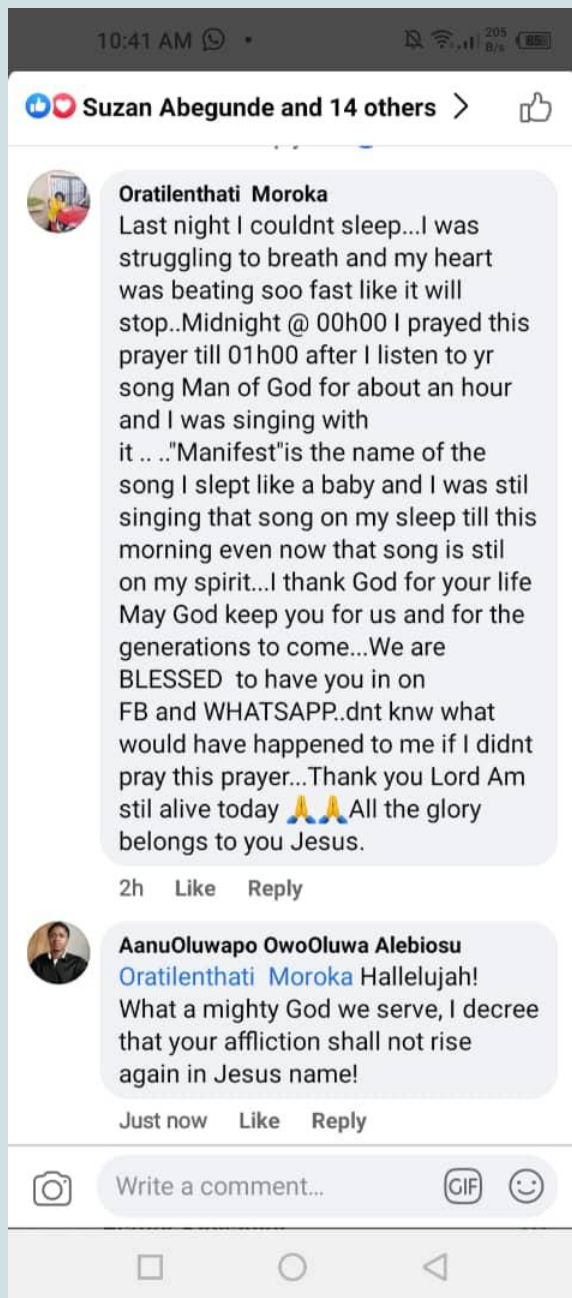 10:41 AM
205
B/s
85
Suzan Abegunde and 14 others
Oratilenthati Moroka
Last night I couldnt sleep...I was
struggling to breath and my heart
was beating soo fast like it will
stop..Midnight @ 00h00 I prayed this
prayer till 01h00 after I listen to yr
song Man of God for about an hour
and I was singing with
it .. .."Manifest"is the name of the
song I slept like a baby and I was stil
singing that song on my sleep till this
morning even now that song is stil
on my spirit...I thank God for your life
May God keep you for us and for the
generations to come...We are
BLESSED to have you in on
FB and WHATSAPP..dnt knw what
would have happened to me if I didnt
pray this prayer...Thank you Lord Am
stil alive today 🙏🙏All the glory
belongs to you Jesus.
2h Like Reply
AanuOluwapo OwoOluwa Alebiosu
Oratilenthati Moroka Hallelujah!
What a mighty God we serve, I decree
that your affliction shall not rise
again in Jesus name!
Just now Like Reply
Write a comment...
GIF